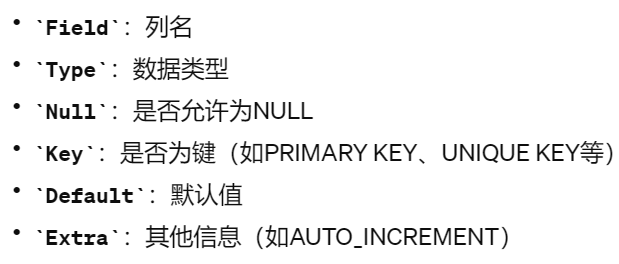 • `Field`：列名
• `Type`：数据类型
• `Null`：是否允许为NULL
• `Key`：是否为键（如PRIMARY KEY、UNIQUE KEY等）
• `Default`：默认值
• `Extra`：其他信息（如AUTO_INCREMENT）